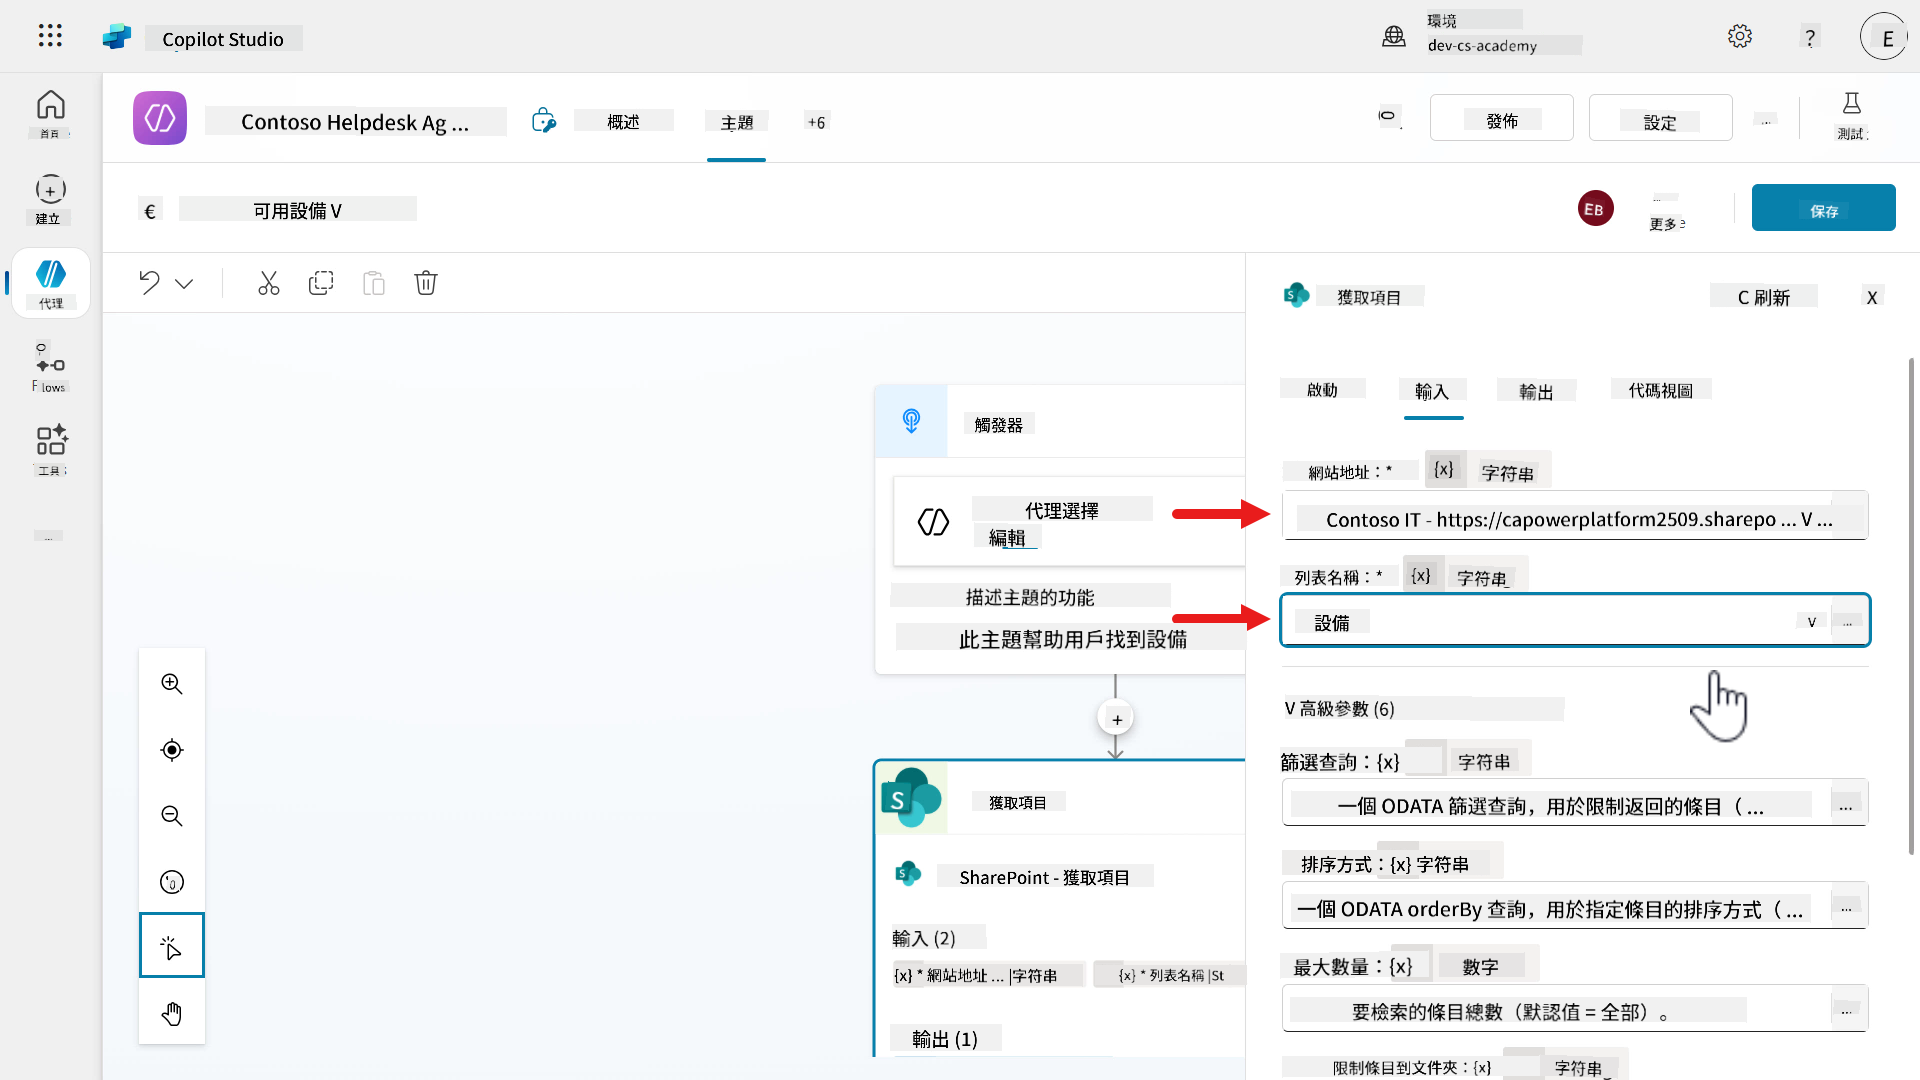 Copilot Studio
環境
dev-cs-academy
?
E
首頁
建立
代理
Flows
工具
Contoso Helpdesk Ag ...
概述
主題
+6
發佈
設定
...
測試
€ 可用設備 V
EB
更多
保存
觸發器
代理選擇
編輯
描述主題的功能
此主題幫助用戶找到設備
+
獲取項目
SharePoint - 獲取項目
輸入 (2)
{x} * 網站地址 ... |字符串
{x} * 列表名稱 |St
輸出 (1)
獲取項目
C 刷新
X
啟動
輸入
輸出
代碼視圖
網站地址：* {x} 字符串
Contoso IT - https://capowerplatform2509.sharepo ... V ...
列表名稱：* {x} 字符串
設備 V ...
V 高級參數 (6)
篩選查詢：{x} 字符串
一個 ODATA 篩選查詢，用於限制返回的條目（ ... ...
排序方式：{x} 字符串
一個 ODATA orderBy 查詢，用於指定條目的排序方式（ ... ...
最大數量：{x} 數字
要檢索的條目總數（默認值 = 全部）。 ...
限制條目到文件夾：{x} 字符串